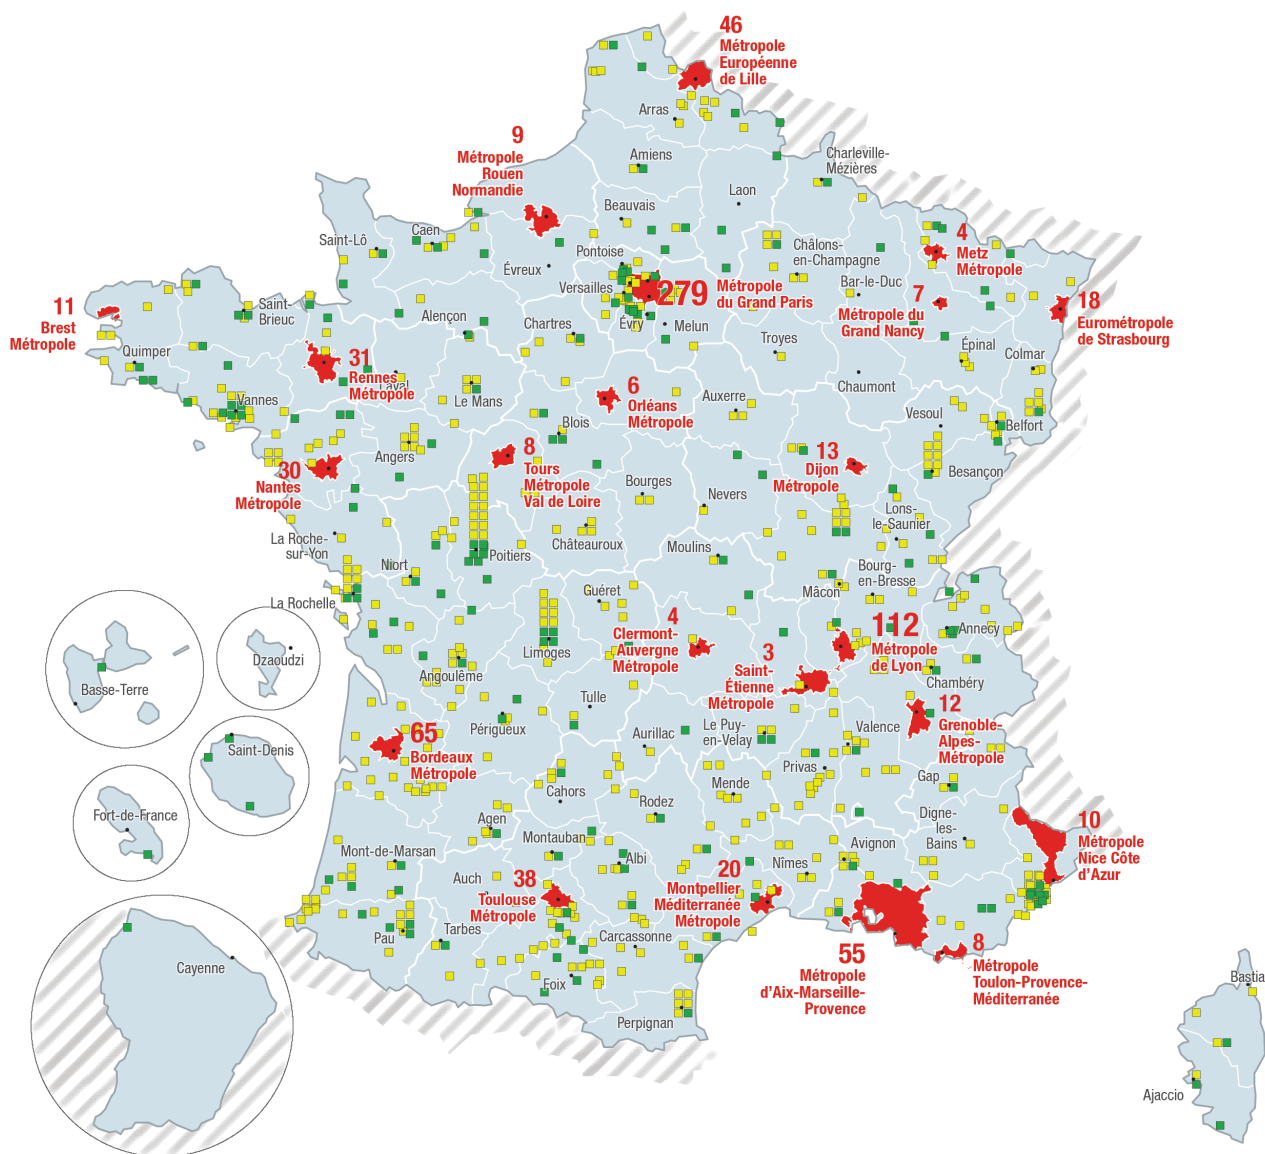 46
Métropole
Européenne
de Lille
Arras
9
Métropole
Rouen
Normandie
Amiens
Charleville-
Mézières
Laon
Beauvais
Saint-Lô
Caen
Pontoise
Évreux
Versailles
279
Métropole
du Grand Paris
Châlons-
en-Champagne
Bar-le-Duc
4
Metz
Métropole
7
Métropole du
Grand Nancy
18
Eurométropole
de Strasbourg
11
Brest
Métropole
Saint-
Brieuc
Alençon
Chartres
Évry
Melun
Troyes
Épinal
Colmar
Quimper
31
Rennes
Métropole
Laval
Le Mans
6
Orléans
Métropole
Auxerre
Chaumont
Vannes
Blois
Vesoul
Belfort
Angers
8
Tours
Métropole
Val de Loire
13
Dijon
Métropole
Besançon
30
Nantes
Métropole
Bourges
Nevers
Lons-
le-Saunier
La Roche-
sur-Yon
Châteauroux
Poitiers
Moulins
Niort
Guéret
Bourg-
en-Bresse
Mâcon
La Rochelle
4
Clermont-
Auvergne
Métropole
112
Métropole
de Lyon
Annecy
Dzaoudzi
Limoges
3
Saint-
Étienne
Métropole
Basse-Terre
Angoulême
Chambéry
Tulle
12
Grenoble-
Alpes-
Métropole
Périgueux
Saint-Denis
65
Bordeaux
Métropole
Aurillac
Le Puy-
en-Velay
Valence
Privas
Gap
Mende
Cahors
Rodez
Fort-de-France
Agen
Digne-
les-
Bains
10
Métropole
Nice Côte
d'Azur
Montauban
Mont-de-Marsan
Albi
Avignon
Nîmes
Auch
38
Toulouse
Métropole
20
Montpellier
Méditerranée
Métropole
Pau
Tarbes
Carcassonne
55
Métropole
d'Aix-Marseille-
Provence
8
Métropole
Toulon-Provence-
Méditerranée
Cayenne
Foix
Bastia
Perpignan
Ajaccio